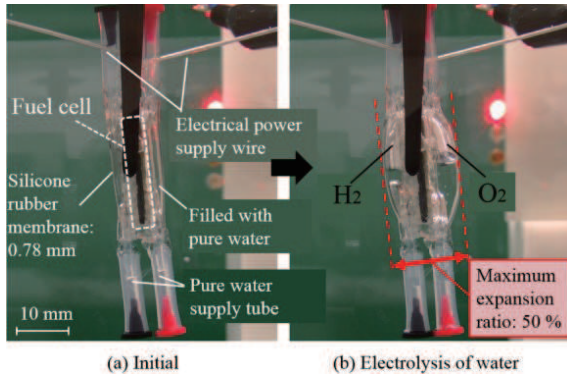 Fuel cell
Electrical power
supply wire
Silicone
rubber
membrane:
0.78 mm
Filled with
pure water
Pure water
supply tube
10 mm
H2
O2
Maximum
expansion
ratio: 50 %
(a) Initial
(b) Electrolysis of water